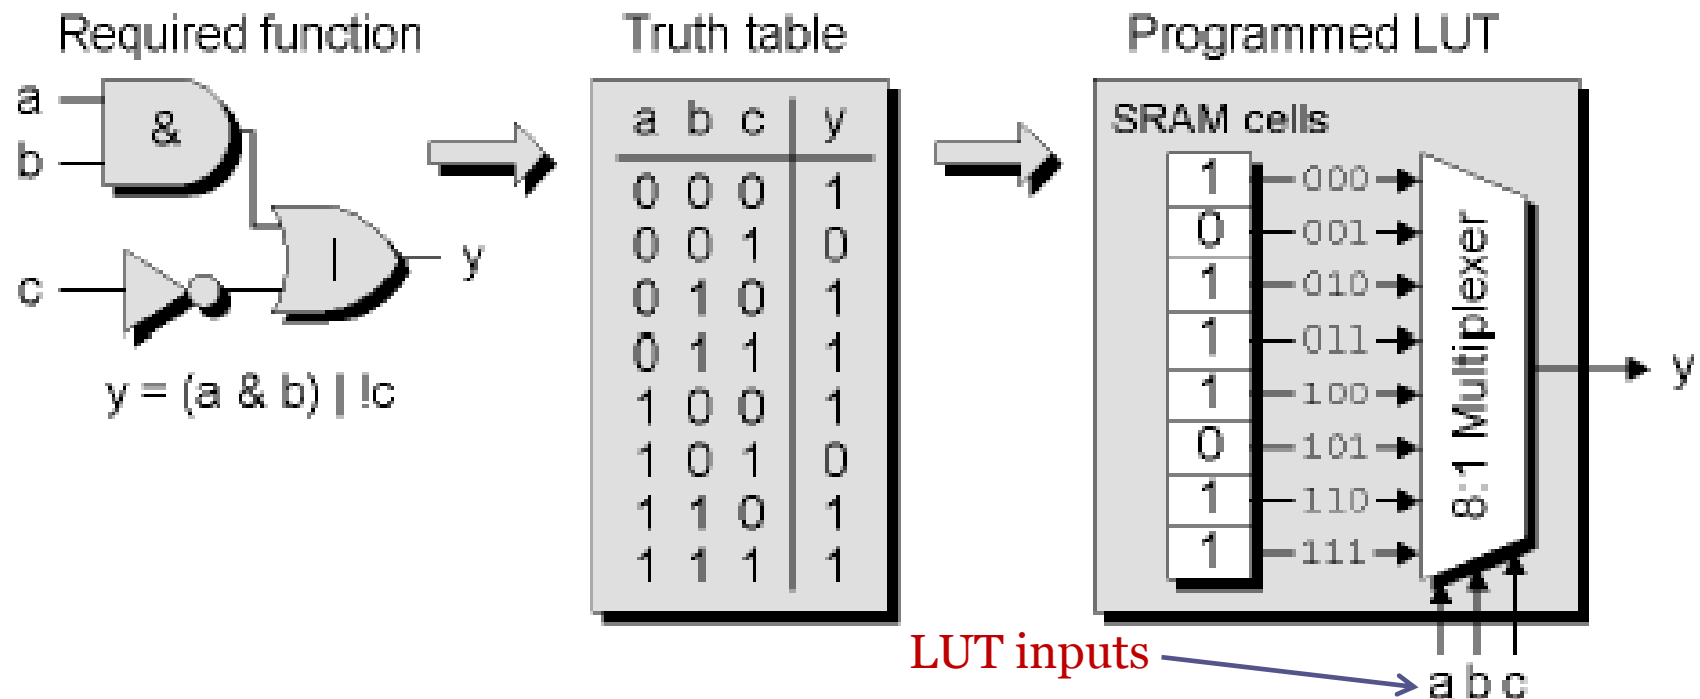 Required function
a
&
b
|
y
c
y = (a & b) | !c
Truth table
a b c y
0 0 0 1
0 0 1 0
0 1 0 1
0 1 1 1
1 0 0 1
1 0 1 0
1 1 0 1
1 1 1 1
Programmed LUT
SRAM cells
1 000
0 001
1 010
1 011
1 100
0 101
1 110
1 111
8:1 Multiplexer
y
LUT inputs
a b c